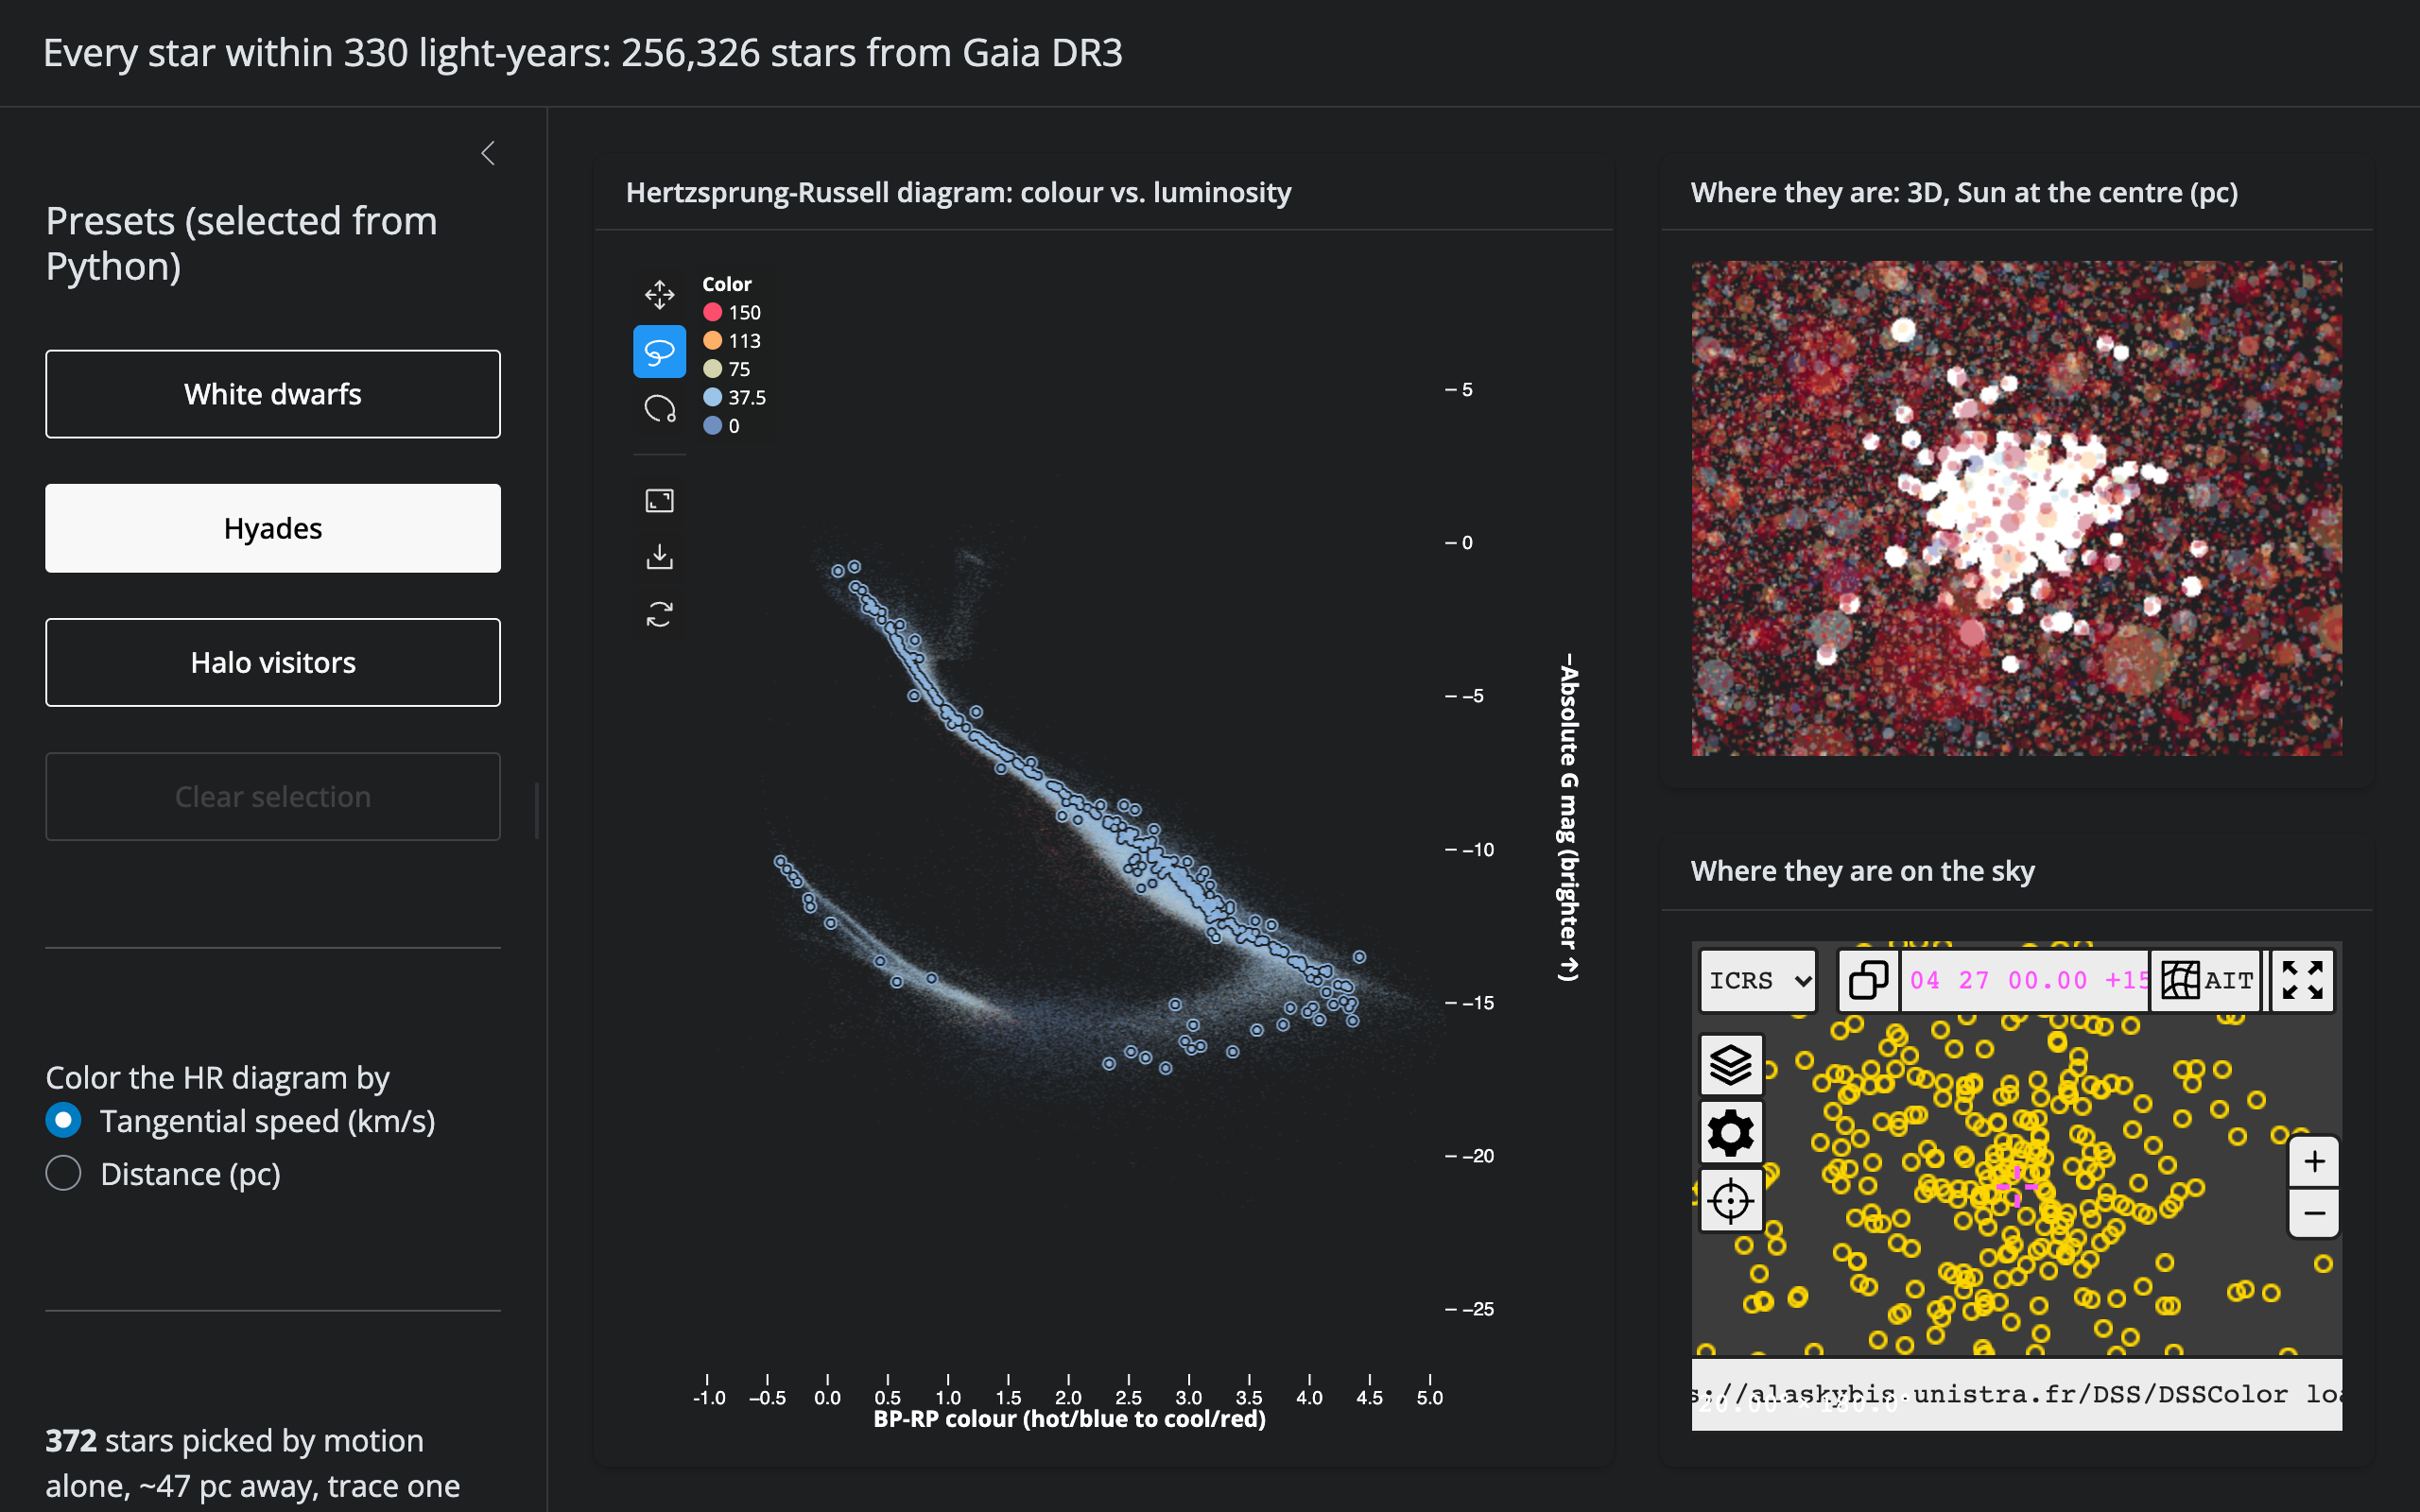 Every star within 330 light-years: 256,326 stars from Gaia DR3
Presets (selected from
Python)
White dwarfs
Hyades
Halo visitors
Clear selection
Color the HR diagram by
Tangential speed (km/s)
Distance (pc)
372 stars picked by motion
alone, ~47 pc away, trace one
Hertzsprung-Russell diagram: colour vs. luminosity
Color
150
113
75
37.5
0
5
0
−5
−10
−15
−20
−25
−Absolute G mag (brighter ↑)
-1.0 −0.5 0.0 0.5 1.0 1.5 2.0 2.5 3.0 3.5 4.0 4.5 5.0
BP-RP colour (hot/blue to cool/red)
Where they are: 3D, Sun at the centre (pc)
Where they are on the sky
ICRS 04 27 00.00 +15 AIT
+
−
s://alaskybis.unistra.fr/DSS/DSSColor loa